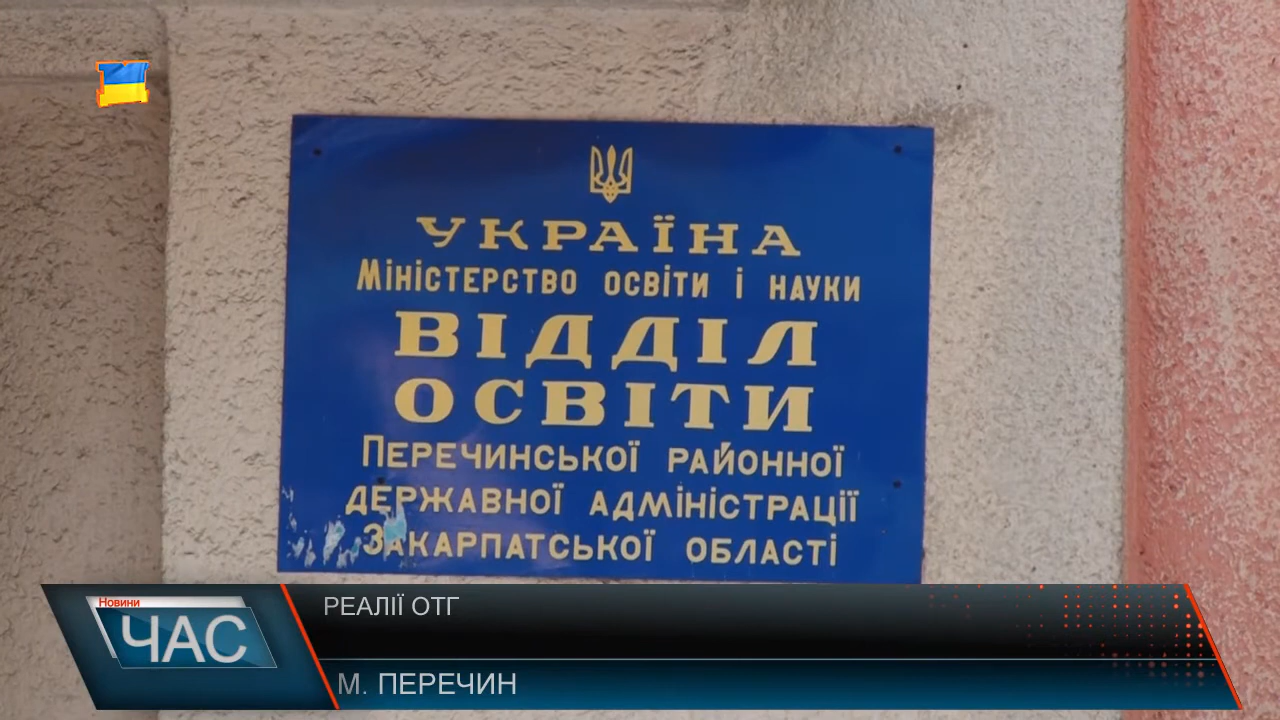 УКРАЇНА
Міністерство освіти і науки
ВІДДІЛ
ОСВІТИ
Перечинської районної
державної адміністрації
Закарпатської області
Новини
ЧАС
РЕАЛІЇ ОТГ
М. ПЕРЕЧИН